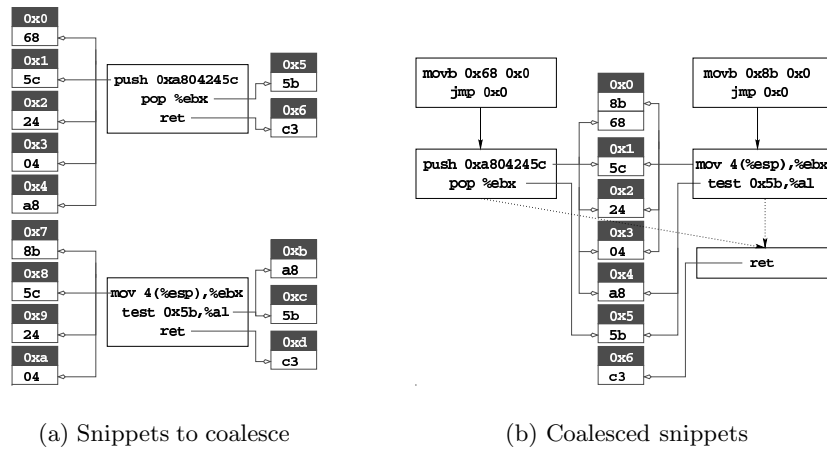 0x0
68
0x1
5c
0x2
24
0x3
04
0x4
a8
push 0xa804245c
pop %ebx
ret
0x5
5b
0x6
c3
0x7
8b
0x8
5c
0x9
24
0xa
04
mov 4(%esp),%ebx
test 0x5b,%al
ret
0xb
a8
0xc
5b
0xd
c3
(a) Snippets to coalesce
movb 0x68 0x0
jmp 0x0
push 0xa804245c
pop %ebx
0x0
8b
68
0x1
5c
0x2
24
0x3
04
0x4
a8
0x5
5b
0x6
c3
movb 0x8b 0x0
jmp 0x0
mov 4(%esp),%ebx
test 0x5b,%al
ret
(b) Coalesced snippets